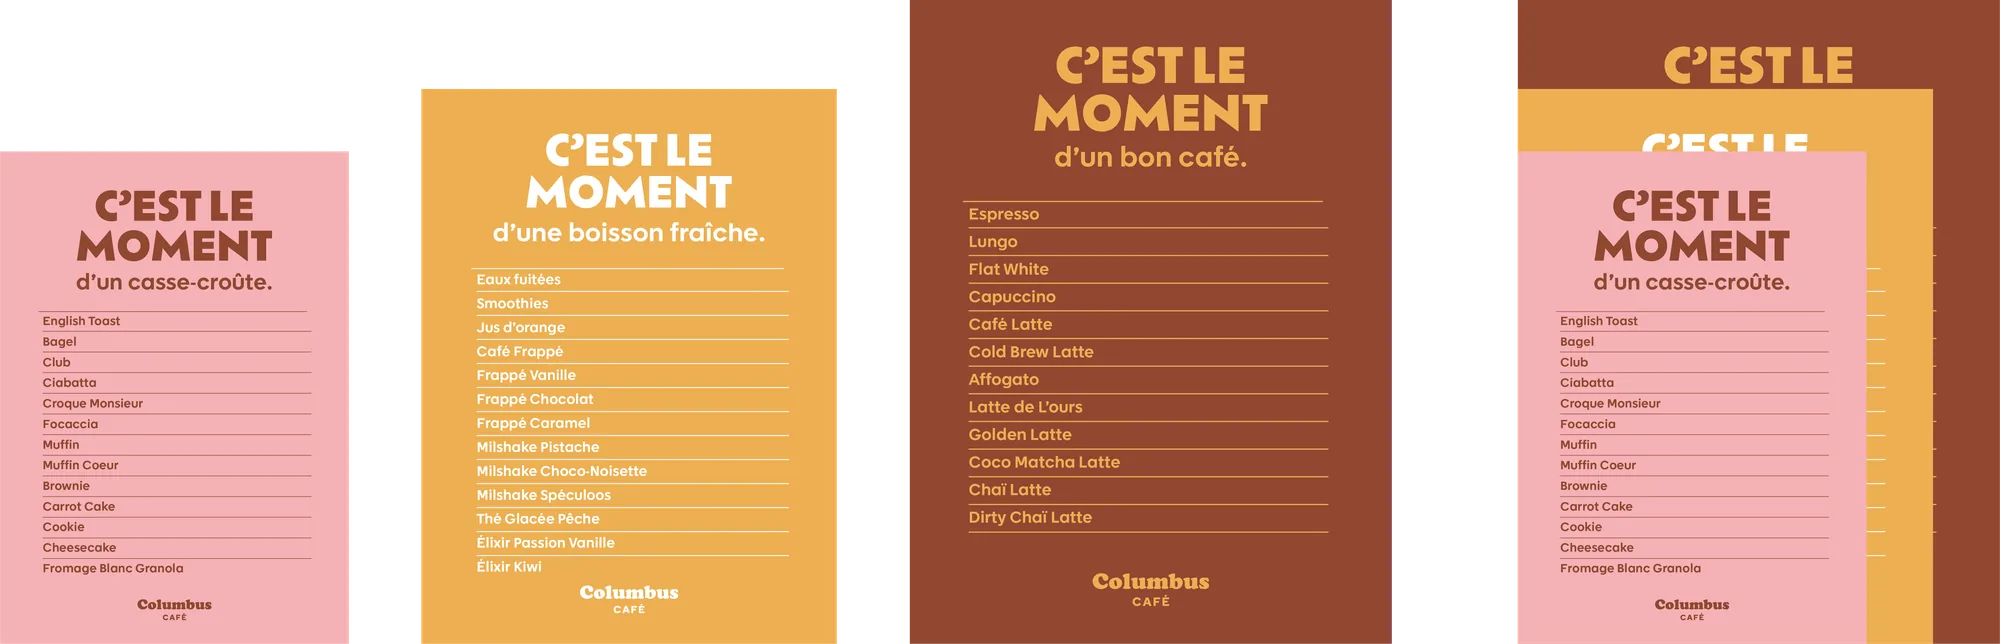 C'EST LE
MOMENT
d'un casse-croûte.
English Toast
Bagel
Club
Ciabatta
Croque Monsieur
Focaccia
Muffin
Muffin Coeur
Brownie
Carrot Cake
Cookie
Cheesecake
Fromage Blanc Granola
Columbus
CAFÉ
C'EST LE
MOMENT
d'une boisson fraîche.
Eaux fuitées
Smoothies
Jus d'orange
Café Frappé
Frappé Vanille
Frappé Chocolat
Frappé Caramel
Milshake Pistache
Milshake Choco-Noisette
Milshake Spéculoos
Thé Glacée Pêche
Élixir Passion Vanille
Élixir Kiwi
Columbus
CAFÉ
C'EST LE
MOMENT
d'un bon café.
Espresso
Lungo
Flat White
Capuccino
Café Latte
Cold Brew Latte
Affogato
Latte de L'ours
Golden Latte
Coco Matcha Latte
Chaï Latte
Dirty Chaï Latte
Columbus
CAFÉ
C'EST LE
C'EST LE
C'EST LE
MOMENT
d'un casse-croûte.
English Toast
Bagel
Club
Ciabatta
Croque Monsieur
Focaccia
Muffin
Muffin Coeur
Brownie
Carrot Cake
Cookie
Cheesecake
Fromage Blanc Granola
Columbus
CAFÉ